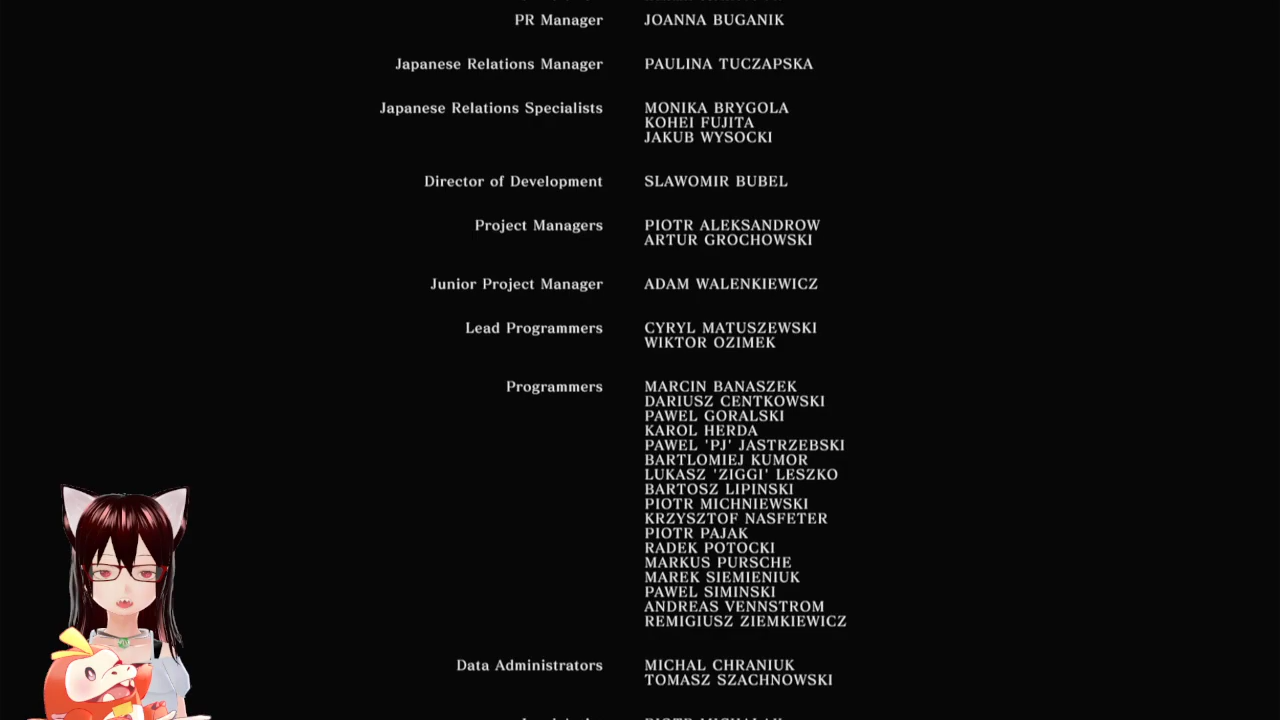 PR Manager JOANNA BUGANIK
Japanese Relations Manager PAULINA TUCZAPSKA
Japanese Relations Specialists MONIKA BRYGOLA
KOHEI FUJITA
JAKUB WYSOCKI
Director of Development SLAWOMIR BUBEL
Project Managers PIOTR ALEKSANDROW
ARTUR GROCHOWSKI
Junior Project Manager ADAM WALENKIEWICZ
Lead Programmers CYRYL MATUSZEWSKI
WIKTOR OZIMEK
Programmers MARCIN BANASZEK
DARIUSZ CENTKOWSKI
PAWEL GORALSKI
KAROL HERDA
PAWEL 'PJ' JASTRZEBSKI
BARTLOMIEJ KUMOR
LUKASZ 'ZIGGI' LESZKO
BARTOSZ LIPINSKI
PIOTR MICHNIEWSKI
KRZYSZTOF NASFETER
PIOTR PAJAK
RADEK POTOCKI
MARKUS PURSCHE
MAREK SIEMIENIUK
PAWEL SIMINSKI
ANDREAS VENNSTROM
REMIGIUSZ ZIEMKIEWICZ
Data Administrators MICHAL CHRANIUK
TOMASZ SZACHNOWSKI